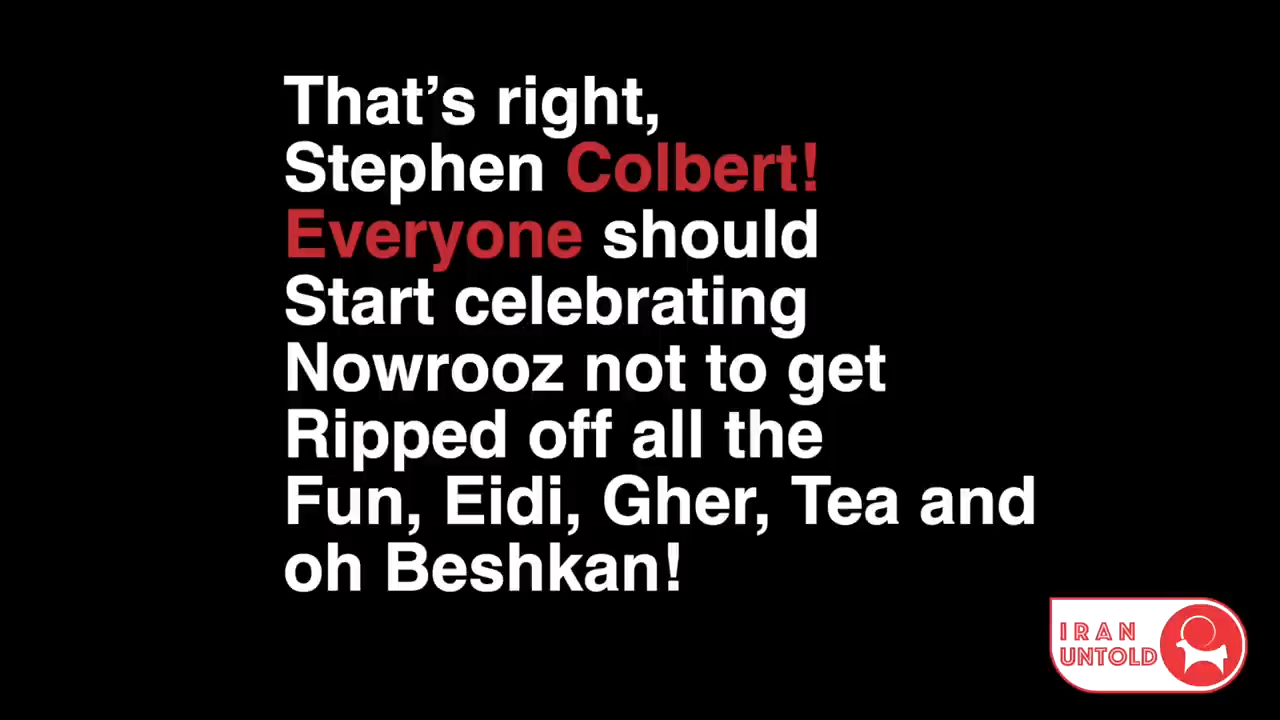 That’s right,
Stephen Colbert!
Everyone should
Start celebrating
Nowrooz not to get
Ripped off all the
Fun, Eidi, Gher, Tea and
oh Beshkan!
IRAN
UNTOLD